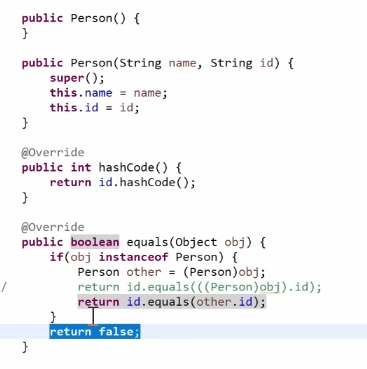 public Person() {
}
public Person(String name, String id) {
super();
this.name = name;
this.id = id;
}
@Override
public int hashCode() {
return id.hashCode();
}
@Override
public boolean equals(Object obj) {
if(obj instanceof Person) {
Person other = (Person)obj;
/ return id.equals(((Person)obj).id);
return id.equals(other.id);
}
return false;
}